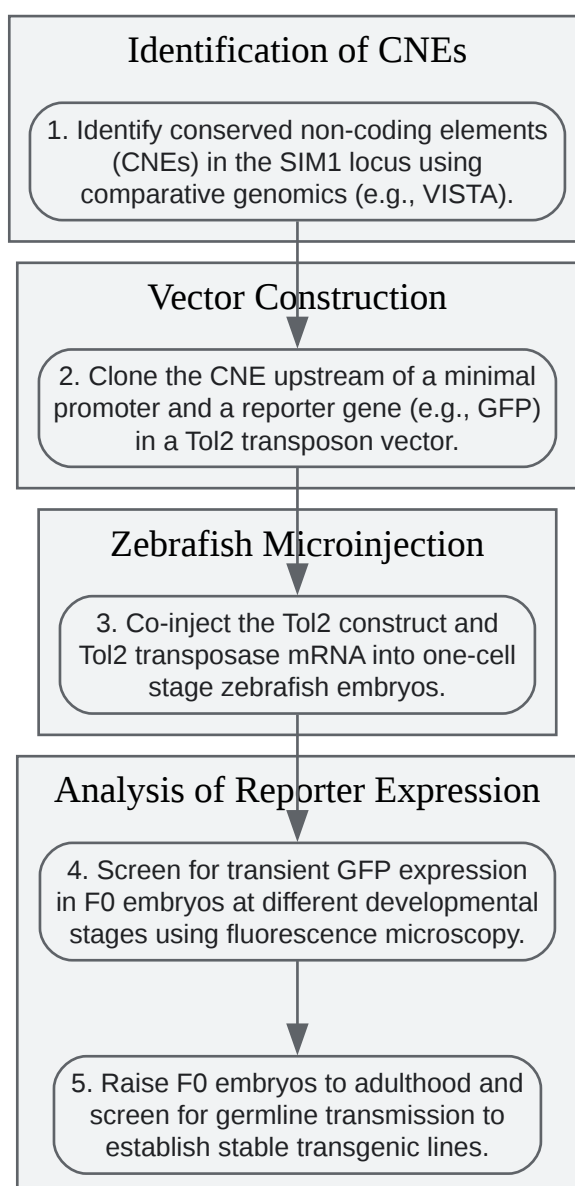 Identification of CNEs
1. Identify conserved non-coding elements
(CNEs) in the SIM1 locus using
comparative genomics (e.g., VISTA).
Vector Construction
2. Clone the CNE upstream of a minimal
promoter and a reporter gene (e.g., GFP)
in a Tol2 transposon vector.
Zebrafish Microinjection
3. Co-inject the Tol2 construct and
Tol2 transposase mRNA into one-cell
stage zebrafish embryos.
Analysis of Reporter Expression
4. Screen for transient GFP expression
in F0 embryos at different developmental
stages using fluorescence microscopy.
5. Raise F0 embryos to adulthood and
screen for germline transmission to
establish stable transgenic lines.